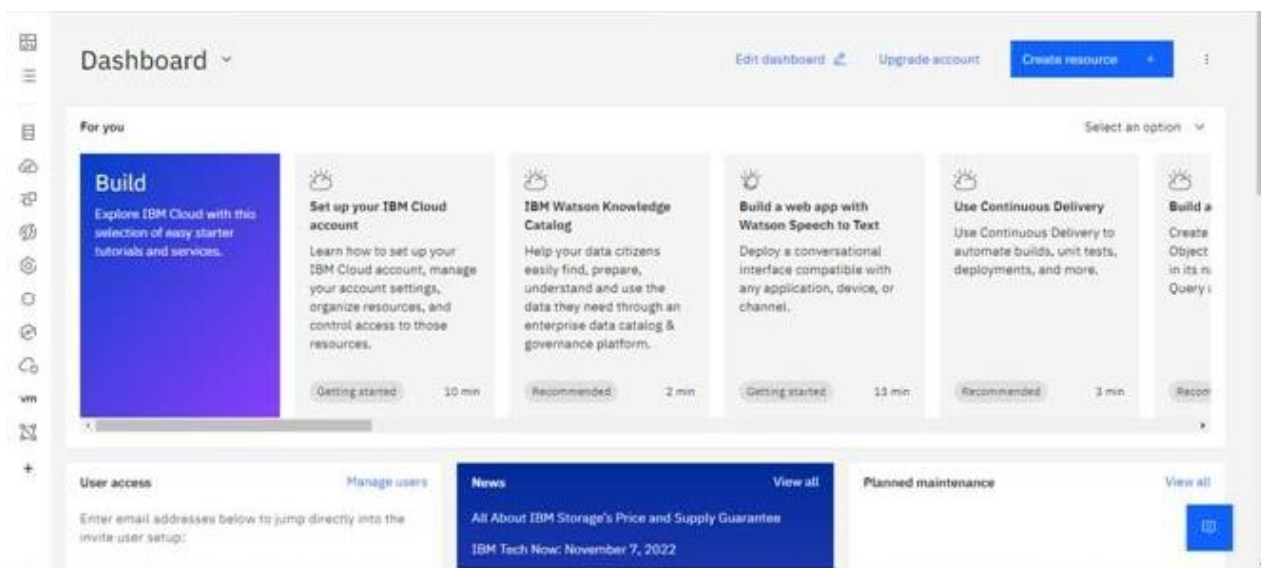 Dashboard
Edit dashboard
Upgrade account
Create resource +
For you
Select an option
Build
Explore IBM Cloud with this
selection of easy starter
tutorials and services.
Set up your IBM Cloud
account
Learn how to set up your
IBM Cloud account, manage
your account settings,
organize resources, and
control access to those
resources.
Getting started
10 min
IBM Watson Knowledge
Catalog
Help your data citizens
easily find, prepare,
understand and use the
data they need through an
enterprise data catalog &
governance platform.
Recommended
2 min
Build a web app with
Watson Speech to Text
Deploy a conversational
interface compatible with
any application, device, or
channel.
Getting started
13 min
Use Continuous Delivery
Use Continuous Delivery to
automate builds, unit tests,
deployments, and more.
Recommended
3 min
Build a
Create
Object
in its
Query
vm
+
User access
Manage users
Enter email addresses below to jump directly into the
invite user setup:
News
View all
All About IBM Storage's Price and Supply Guarantee
IBM Tech Now: November 7, 2022
Planned maintenance
View all